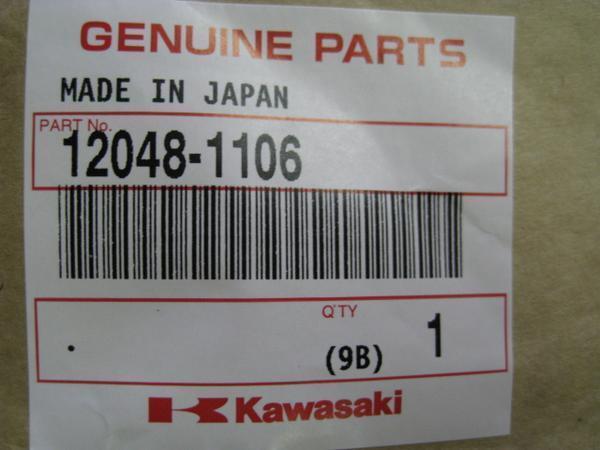 GENUINE PARTS
MADE IN JAPAN
PART No.
12048-1106
Q'TY
. (9B) 1
Kawasaki